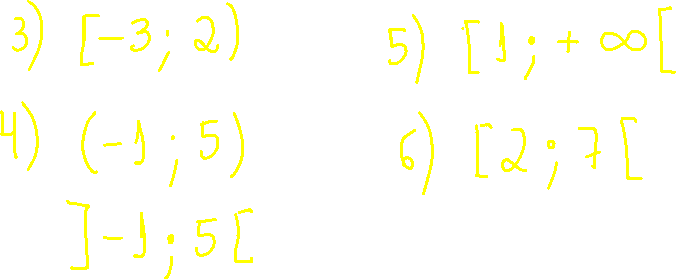 3) [-3; 2)
4) (-1; 5)
]-1; 5[
5) [1; +∞[
6) [2; 7[